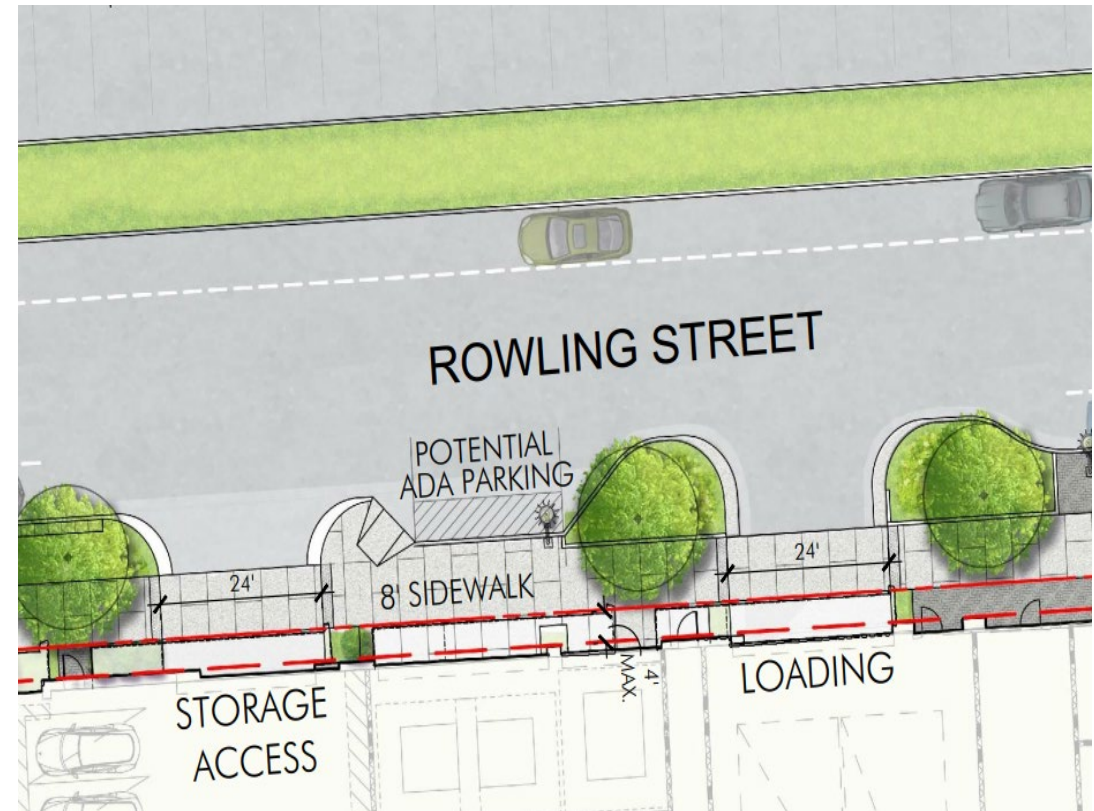 ROWLING STREET
POTENTIAL
ADA PARKING
24'
8' SIDEWALK
24'
4'
MAX.
STORAGE
ACCESS
LOADING